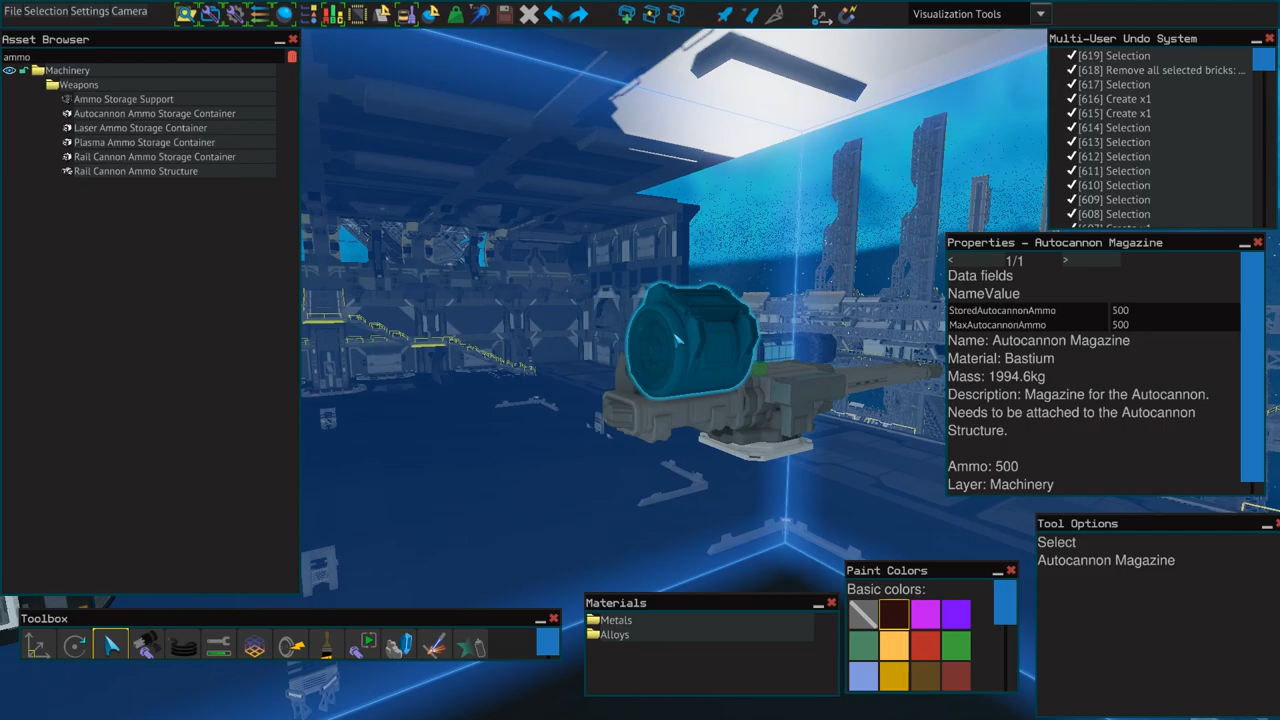 File Selection Settings Camera
Visualization Tools
Asset Browser
ammo
Machinery
Weapons
Ammo Storage Support
Autocannon Ammo Storage Container
Laser Ammo Storage Container
Plasma Ammo Storage Container
Rail Cannon Ammo Storage Container
Rail Cannon Ammo Structure
Multi-User Undo System
[619] Selection
[618] Remove all selected bricks: ...
[617] Selection
[616] Create x1
[615] Create x1
[614] Selection
[613] Selection
[612] Selection
[611] Selection
[610] Selection
[609] Selection
[608] Selection
Properties - Autocannon Magazine
< 1/1 >
Data fields
NameValue
StoredAutocannonAmmo 500
MaxAutocannonAmmo 500
Name: Autocannon Magazine
Material: Bastium
Mass: 1994.6kg
Description: Magazine for the Autocannon.
Needs to be attached to the Autocannon
Structure.
Ammo: 500
Layer: Machinery
Tool Options
Select
Autocannon Magazine
Paint Colors
Basic colors:
Materials
Metals
Alloys
Toolbox